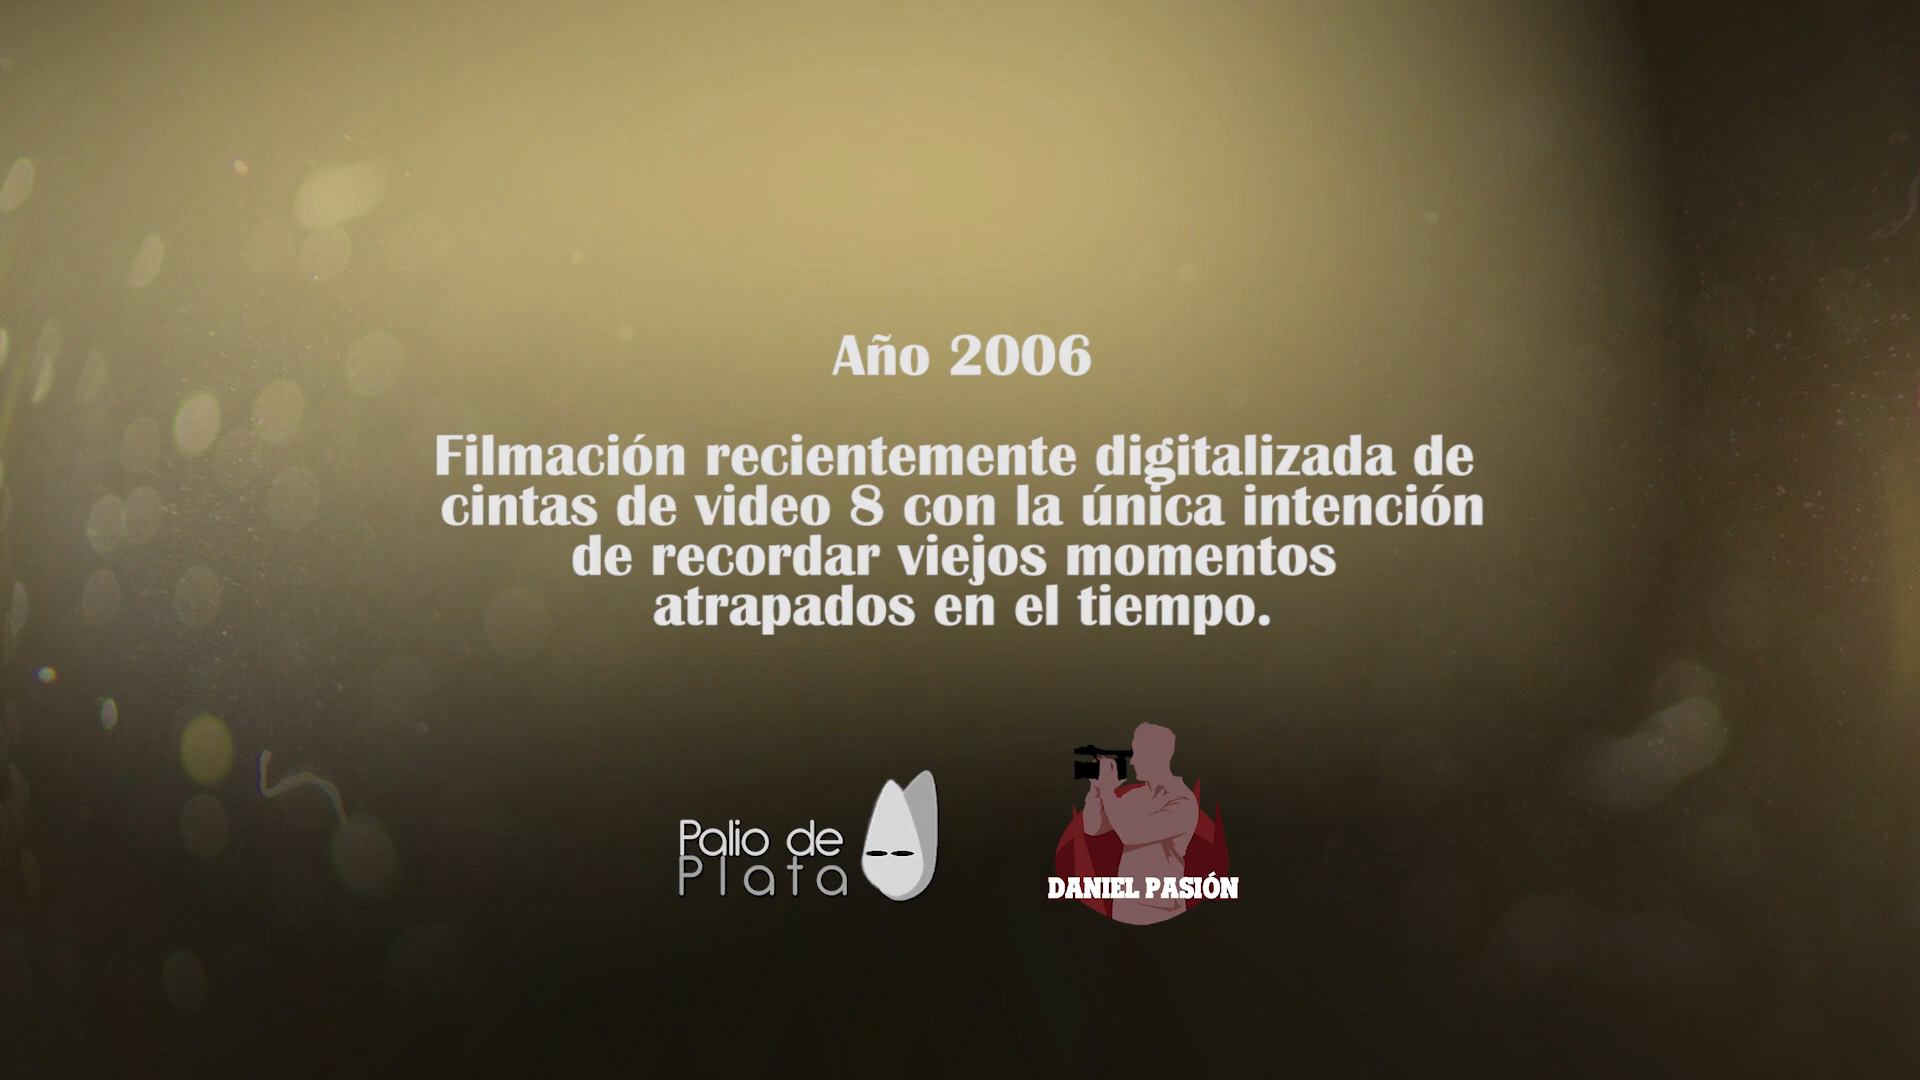 Año 2006
Filmación recientemente digitalizada de
cintas de video 8 con la única intención
de recordar viejos momentos
atrapados en el tiempo.
Palio de
Plata
DANIEL PASIÓN